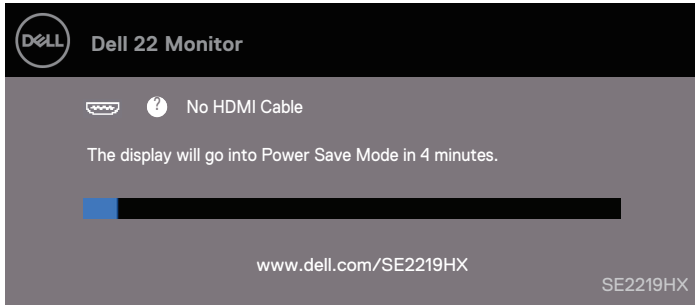 DELL
Dell 22 Monitor
? No HDMI Cable
The display will go into Power Save Mode in 4 minutes.
www.dell.com/SE2219HX
SE2219HX